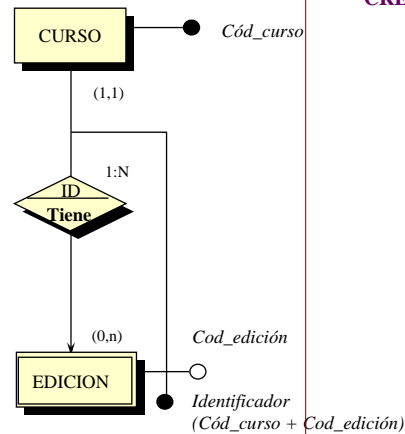 CRE
CURSO
Cód_curso
(1,1)
1:N
ID
Tiene
(0,n)
Cod_edición
EDICION
Identificador
(Cód_curso + Cod_edición)